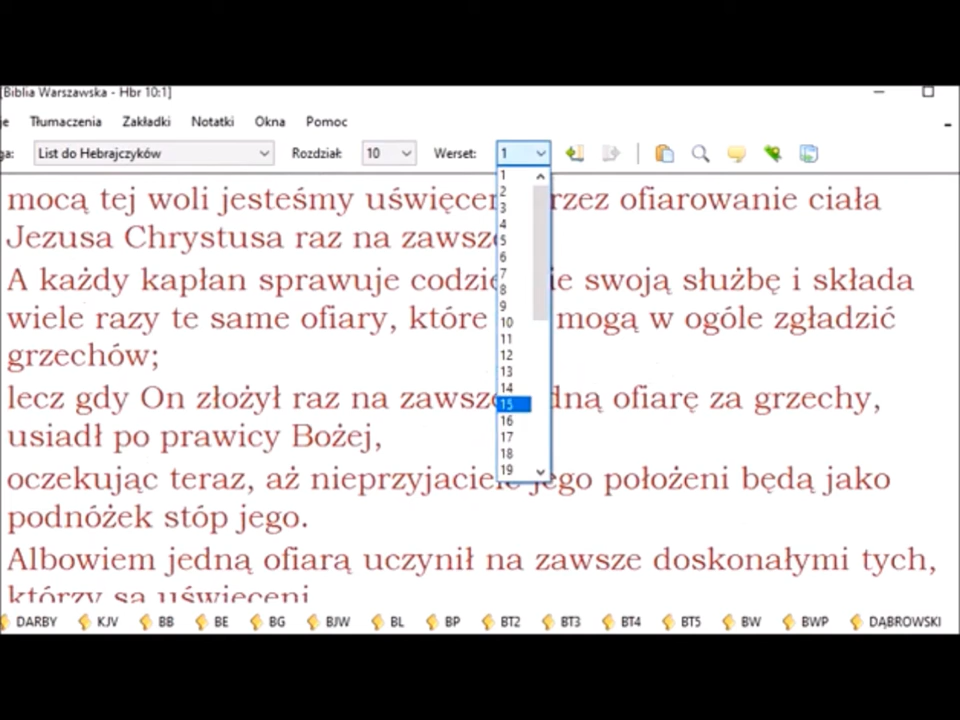 [Biblia Warszawska - Hbr 10:1]
je Tłumaczenia Zakładki Notatki Okna Pomoc
ga: List do Hebrajczyków Rozdział: 10 Werset: 1
1
2
3
4
5
6
7
8
9
10
11
12
13
14
15
16
17
18
19
mocą tej woli jesteśmy uświęcen rzez ofiarowanie ciała
Jezusa Chrystusa raz na zawsze
A każdy kapłan sprawuje codzie ie swoją służbę i składa
wiele razy te same ofiary, które mogą w ogóle zgładzić
grzechów;
lecz gdy On złożył raz na zawsze dną ofiarę za grzechy,
usiadł po prawicy Bożej,
oczekując teraz, aż nieprzyjaciele jego położeni będą jako
podnóżek stóp jego.
Albowiem jedną ofiarą uczynił na zawsze doskonałymi tych,
którzy są uświęceni
DARBY KJV BB BE BG BJW BL BP BT2 BT3 BT4 BT5 BW BWP DĄBROWSKI